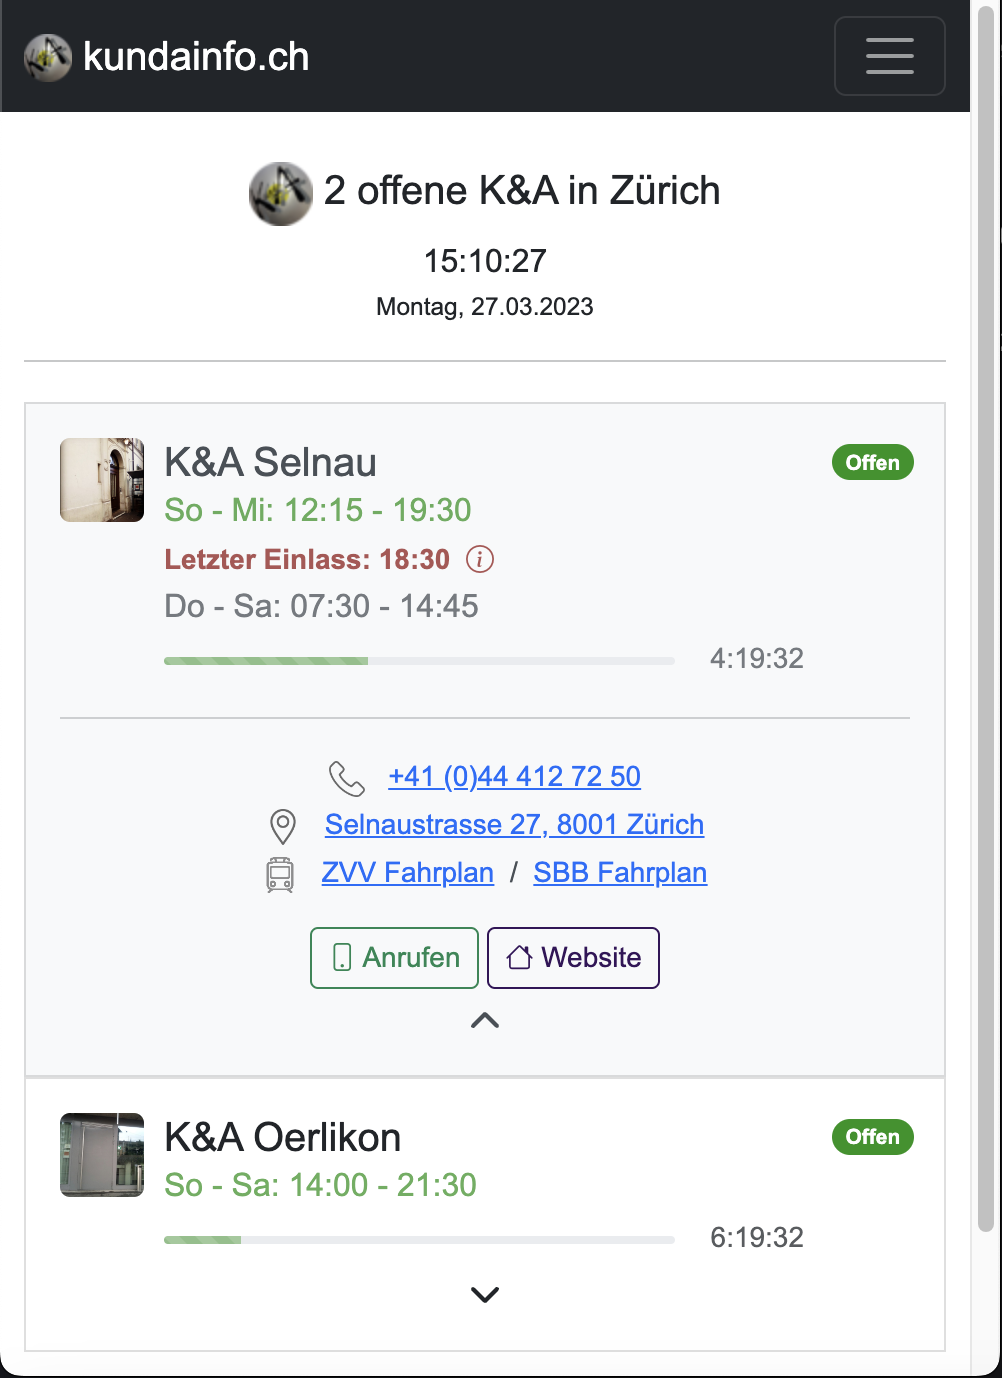 kundainfo.ch
2 offene K&A in Zürich
15:10:27
Montag, 27.03.2023
K&A Selnau
Offen
So - Mi: 12:15 - 19:30
Letzter Einlass: 18:30
Do - Sa: 07:30 - 14:45
4:19:32
+41 (0)44 412 72 50
Selnaustrasse 27, 8001 Zürich
ZVV Fahrplan / SBB Fahrplan
Anrufen Website
K&A Oerlikon
Offen
So - Sa: 14:00 - 21:30
6:19:32